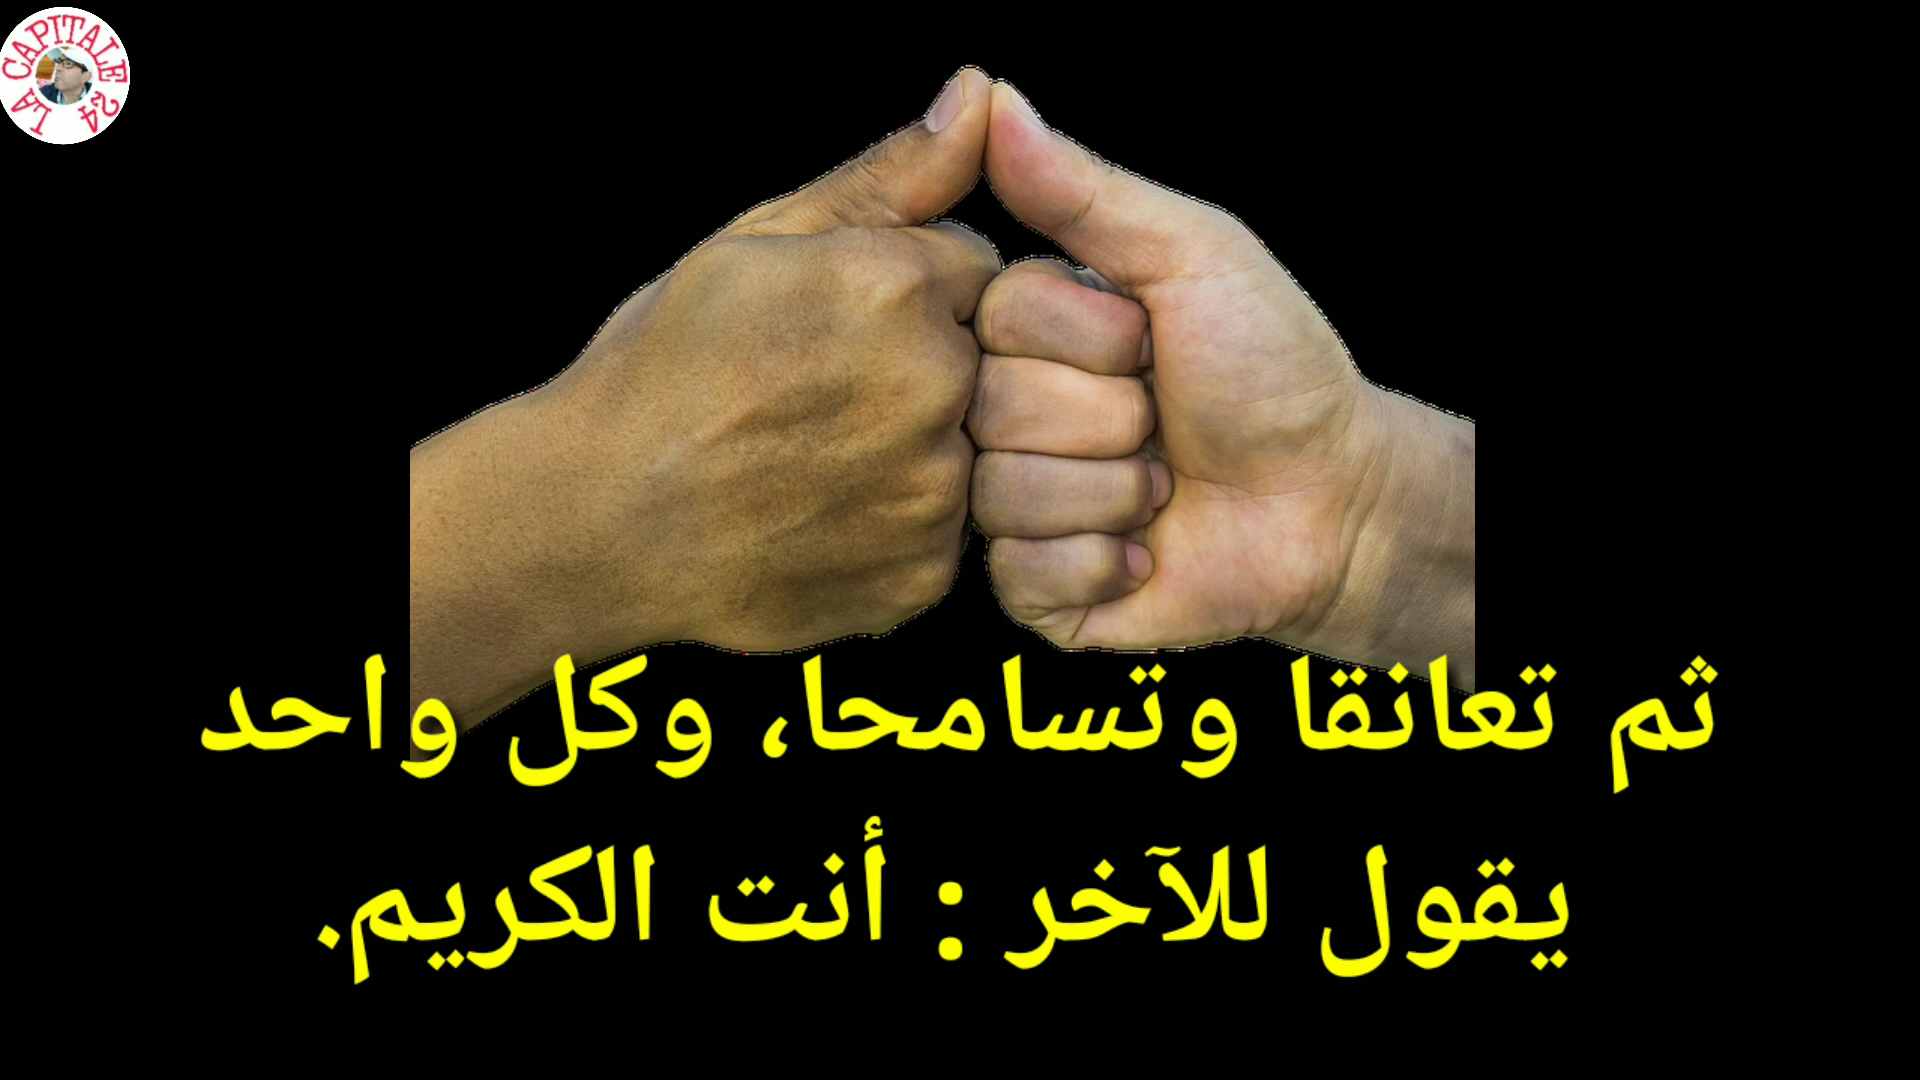 LA CAPITALE 24
ثم تعانقا وتسامحا، وكل واحد
يقول للآخر : أنت الكريم.